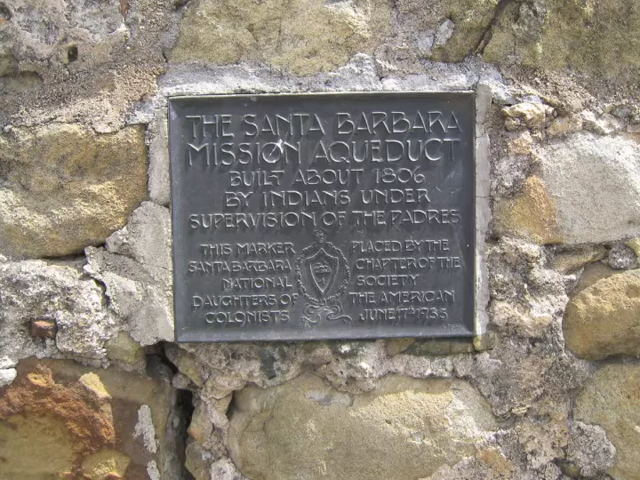 THE SANTA BARBARA
MISSION AQUEDUCT
BUILT ABOUT 1806
BY INDIANS UNDER
SUPERVISION OF THE PADRES
THIS MARKER PLACED BY THE
SANTA BARBARA CHAPTER OF THE
NATIONAL SOCIETY
DAUGHTERS OF THE AMERICAN
COLONISTS JUNE 17TH 1935